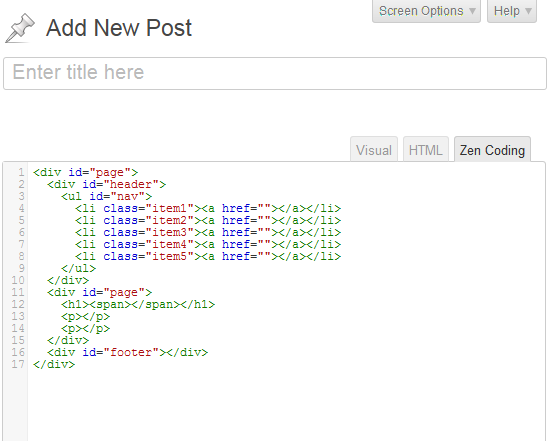 Screen Options Help
Add New Post
Enter title here
Visual HTML Zen Coding
1 <div id="page">
2   <div id="header">
3     <ul id="nav">
4       <li class="item1"><a href=""></a></li>
5       <li class="item2"><a href=""></a></li>
6       <li class="item3"><a href=""></a></li>
7       <li class="item4"><a href=""></a></li>
8       <li class="item5"><a href=""></a></li>
9     </ul>
10   </div>
11   <div id="page">
12     <h1><span></span></h1>
13     <p></p>
14     <p></p>
15   </div>
16   <div id="footer"></div>
17 </div>